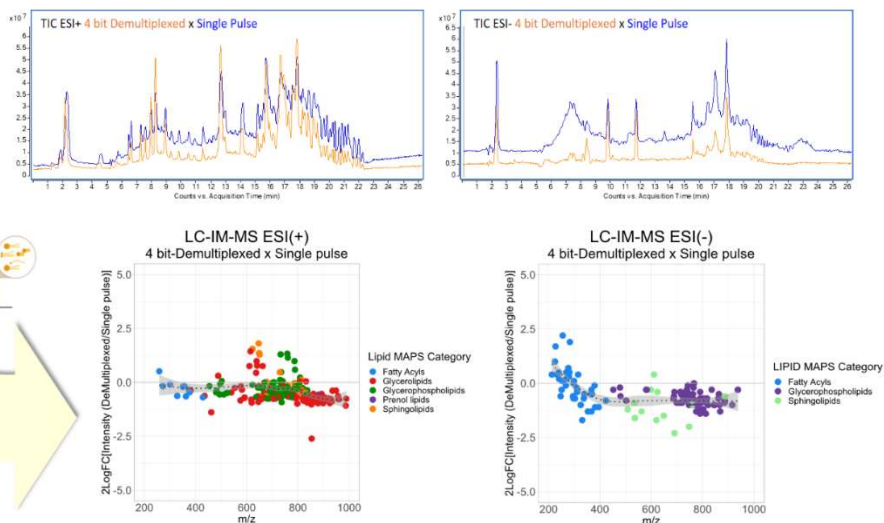 TIC ESI+ 4 bit Demultiplexed x Single Pulse
x10 7
6
5.5
5
4.5
4
3.5
3
2.5
2
1.5
1
0.5
0
1 2 3 4 5 6 7 8 9 10 11 12 13 14 15 16 17 18 19 20 21 22 23 24 25 26
Counts vs. Acquisition Time (min)
TIC ESI- 4 bit Demultiplexed x Single Pulse
x10 7
6.5
6
5.5
5
4.5
4
3.5
3
2.5
2
1.5
1
0.5
0
1 2 3 4 5 6 7 8 9 10 11 12 13 14 15 16 17 18 19 20 21 22 23 24 25 26
Counts vs. Acquisition Time (min)
LC-IM-MS ESI(+)
4 bit-Demultiplexed x Single pulse
2LogFC[Intensity (DeMultiplexed/Single pulse)]
5.0
2.5
0.0
-2.5
-5.0
200 400 600 800 1000
m/z
Lipid MAPS Category
Fatty Acyls
Glycerolipids
Glycerophospholipids
Prenol lipids
Sphingolipids
LC-IM-MS ESI(-)
4 bit-Demultiplexed x Single pulse
2LogFC[Intensity (DeMultiplexed/Single pulse)]
5.0
2.5
0.0
-2.5
-5.0
200 400 600 800 1000
m/z
LIPID MAPS Category
Fatty Acyls
Glycerophospholipids
Sphingolipids